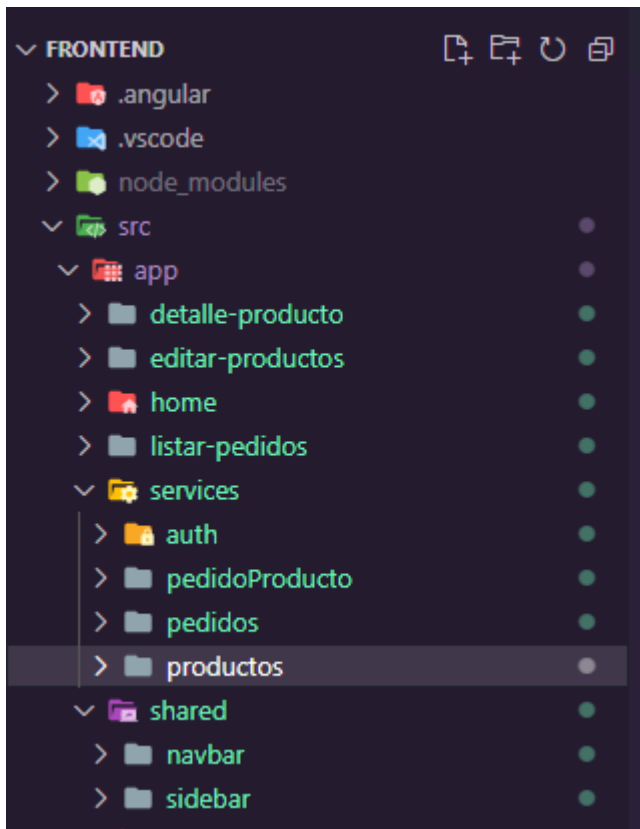 FRONTEND
.angular
.vscode
node_modules
src
app
detalle-producto
editar-productos
home
listar-pedidos
services
auth
pedidoProducto
pedidos
productos
shared
navbar
sidebar